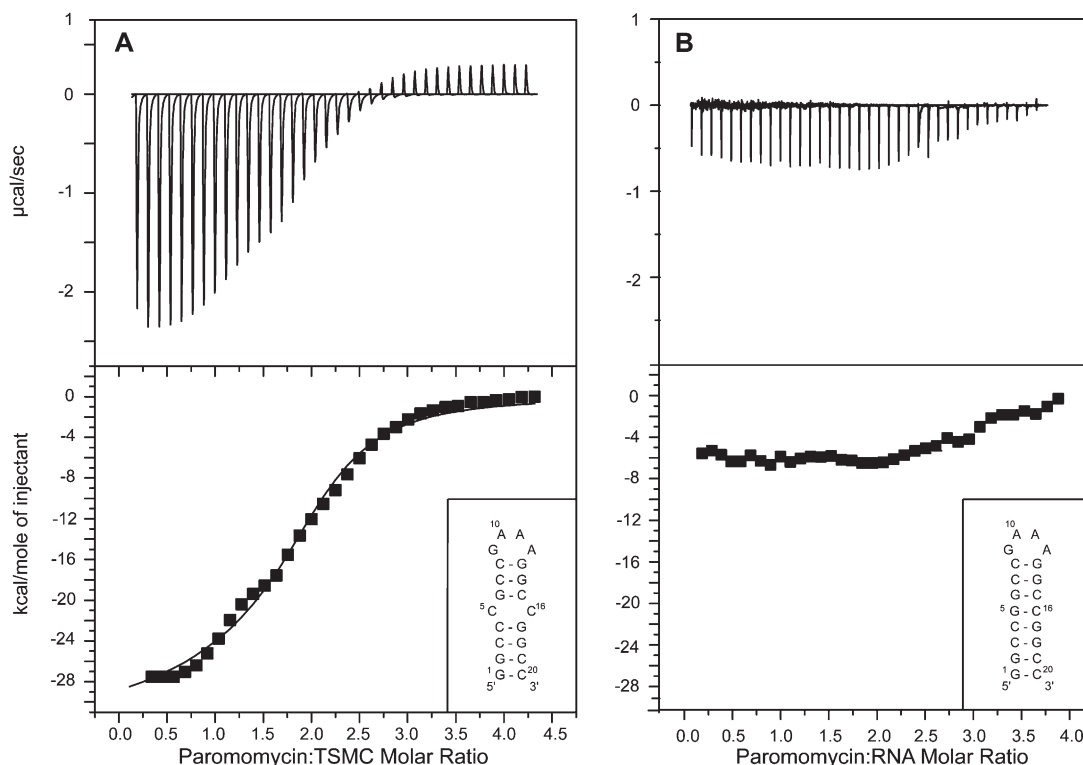 A
1
0
-1
-2
µcal/sec
0
-4
-8
-12
-16
-20
-24
-28
kcal/mole of injectant
10
A A
G A
C - G
C - G
G - C
5 C C 16
C - G
C - G
G - C
1 G - C 20
5' 3'
0.0 0.5 1.0 1.5 2.0 2.5 3.0 3.5 4.0 4.5
Paromomycin:TSMC Molar Ratio
B
1
0
-1
-2
0
-4
-8
-12
-16
-20
-24
-28
10
A A
G A
C - G
C - G
G - C
5 G - C 16
C - G
C - G
G - C
1 G - C 20
5' 3'
0.0 0.5 1.0 1.5 2.0 2.5 3.0 3.5 4.0
Paromomycin:RNA Molar Ratio